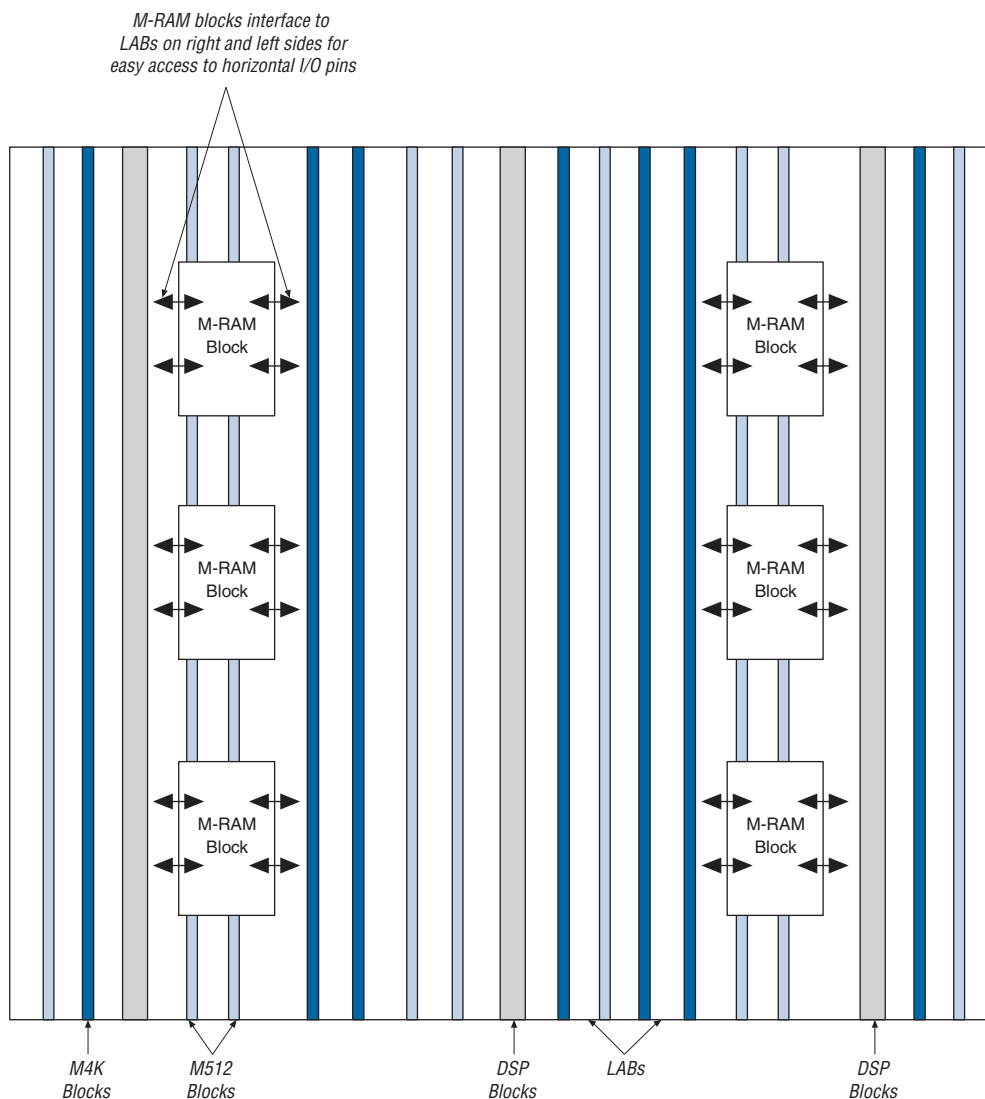 M-RAM blocks interface to
LABs on right and left sides for
easy access to horizontal I/O pins
M-RAM
Block
M-RAM
Block
M-RAM
Block
M-RAM
Block
M-RAM
Block
M-RAM
Block
M4K
Blocks
M512
Blocks
DSP
Blocks
LABs
DSP
Blocks